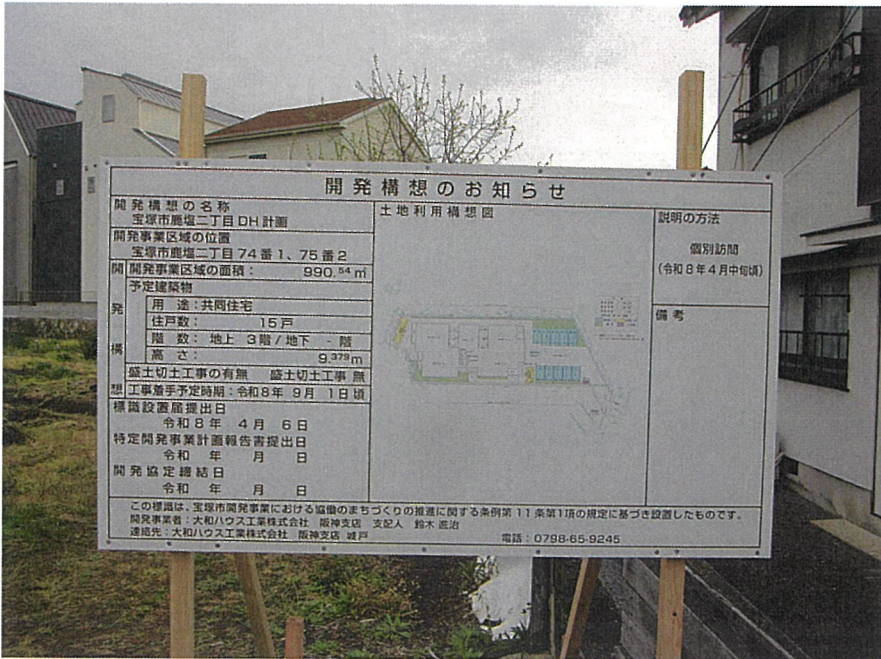 開発構想のお知らせ
開発構想の名称
宝塚市鹿塩二丁目DH計画
開発事業区域の位置
宝塚市鹿塩二丁目74番1、75番2
開発構想
開発事業区域の面積： 990.54㎡
予定建築物
用 途：共同住宅
住戸数： 15戸
階 数：地上 3階/地下 -階
高 さ： 9.379m
盛土切土工事の有無 盛土切土工事 無
工事着手予定時期：令和8年 9月 1日頃
標識設置届提出日
令和 8 年 4 月 6 日
特定開発事業計画報告書提出日
令和 年 月 日
開発協定締結日
令和 年 月 日
土地利用構想図
説明の方法
個別訪問
(令和8年4月中旬頃)
備考
この標識は、宝塚市開発事業における協働のまちづくりの推進に関する条例第11条第1項の規定に基づき設置したものです。
開発事業者：大和ハウス工業株式会社 阪神支店 支配人 鈴木 進治
連絡先：大和ハウス工業株式会社 阪神支店 城戸 電話：0798-65-9245